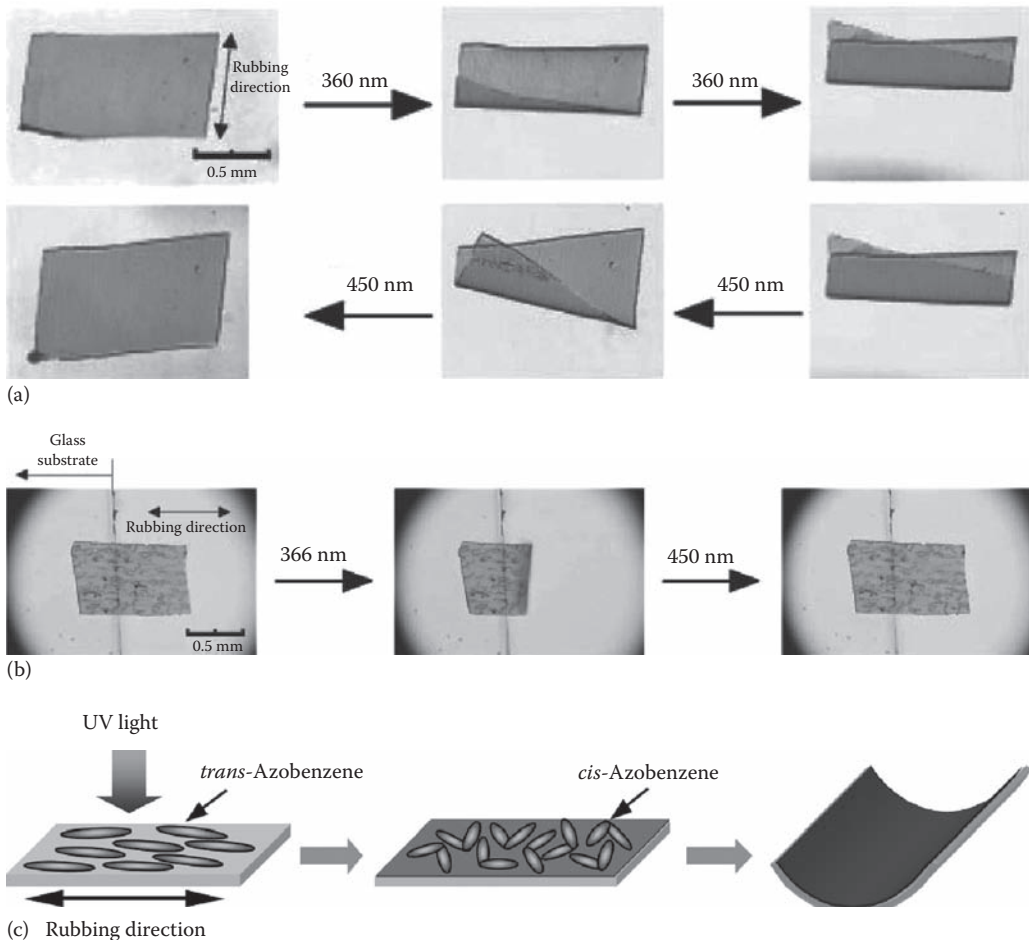 Rubbing
direction
0.5 mm
360 nm
360 nm
450 nm
450 nm
(a)
Glass
substrate
Rubbing direction
0.5 mm
366 nm
450 nm
(b)
UV light
trans-Azobenzene
cis-Azobenzene
(c) Rubbing direction